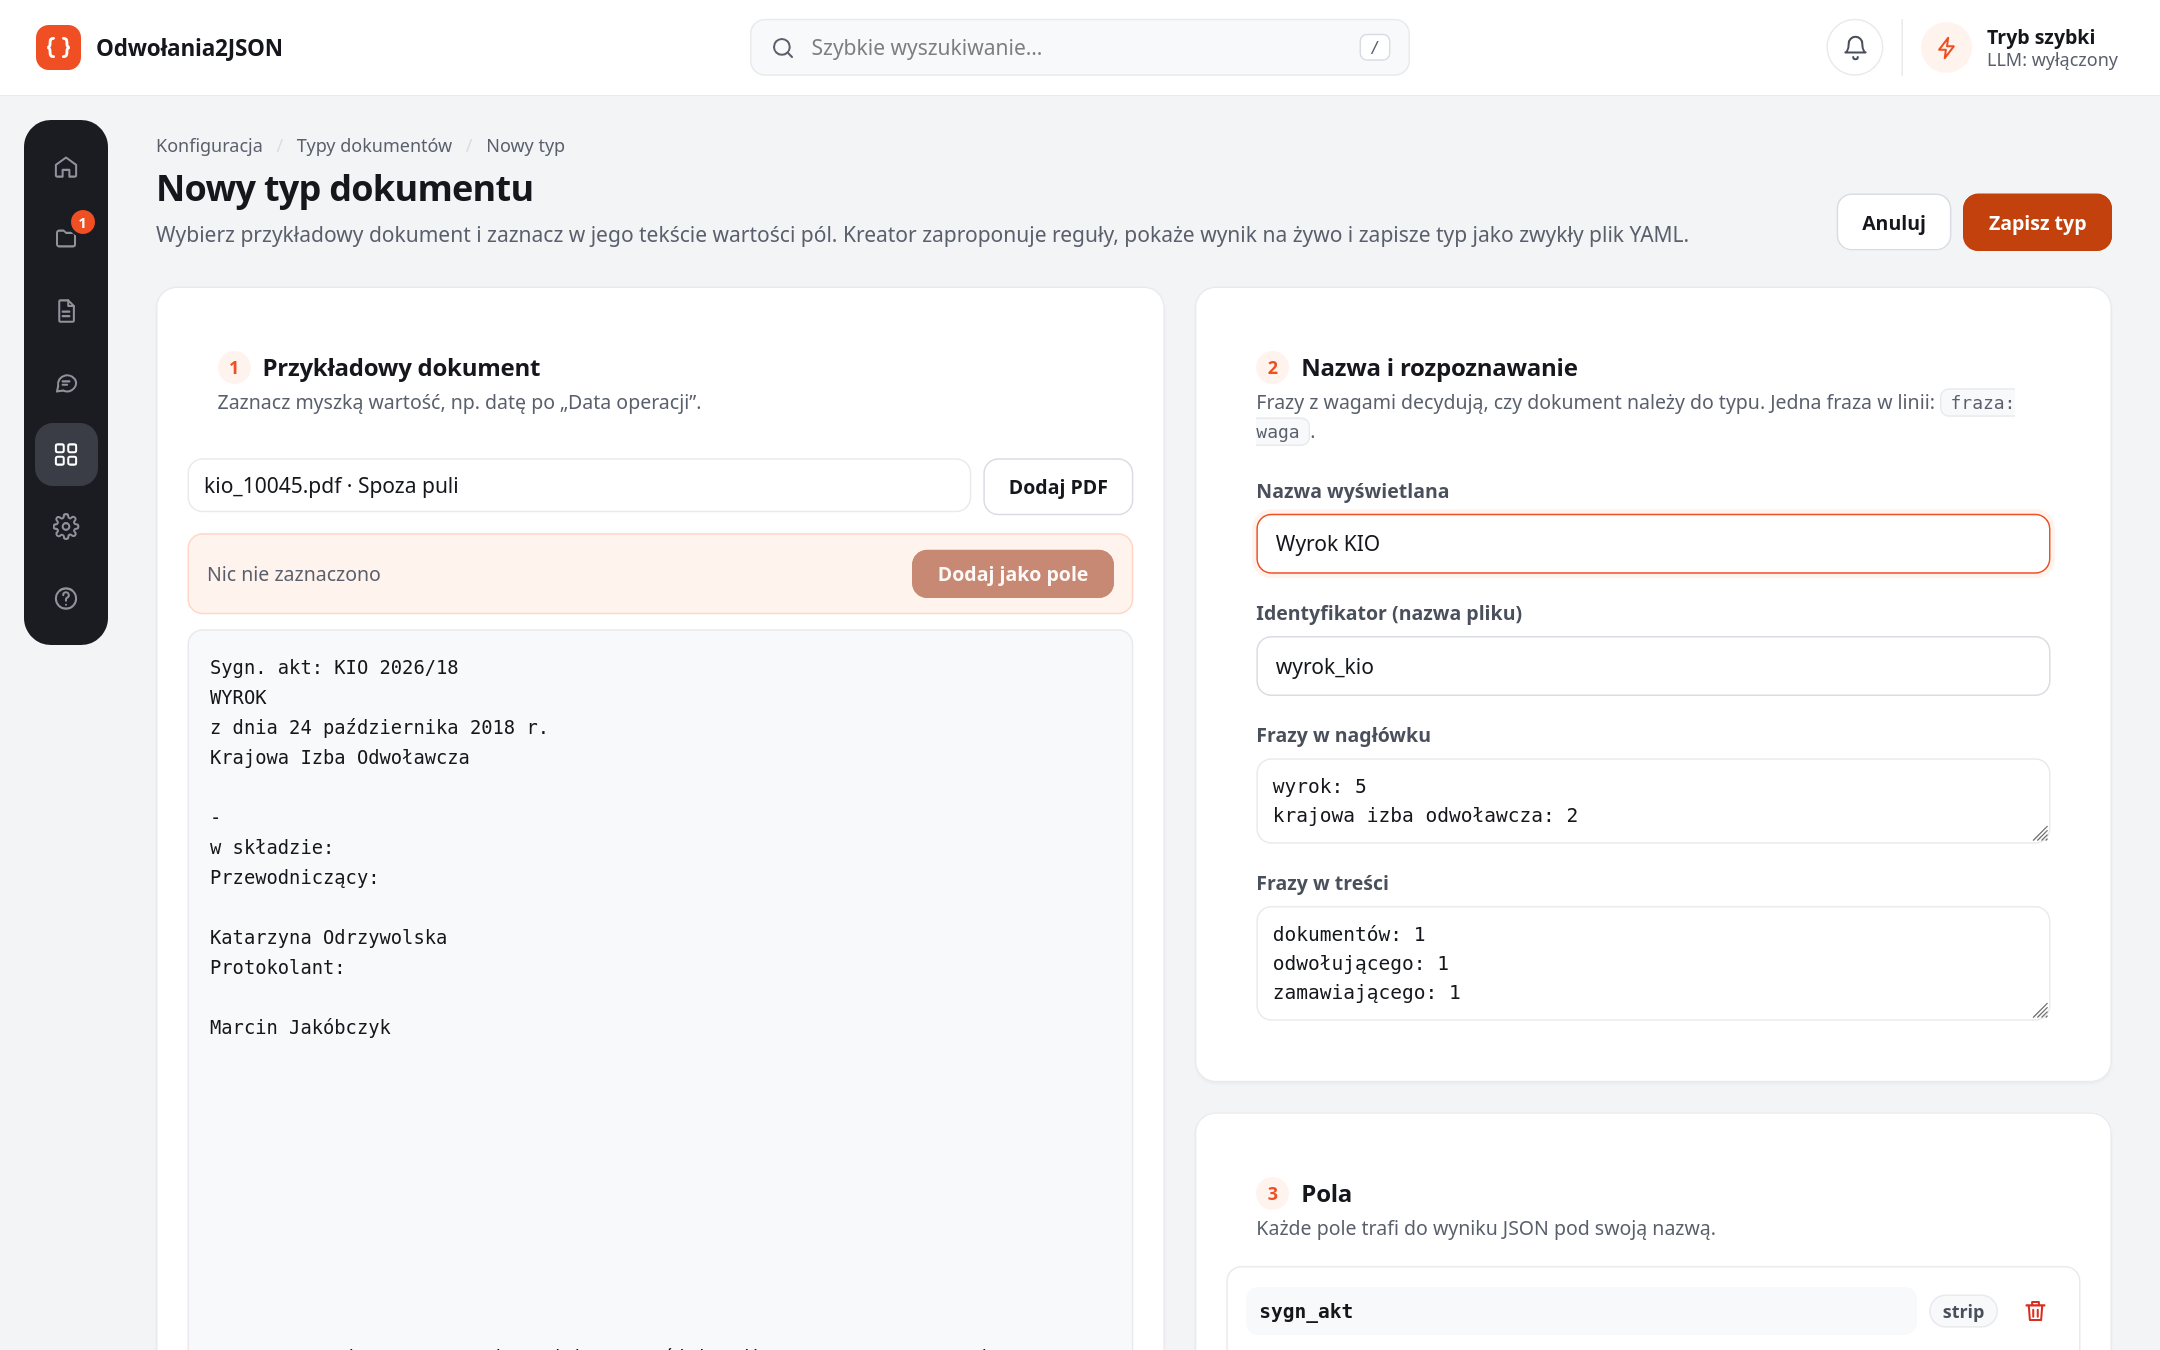 Odwołania2JSON
Szybkie wyszukiwanie...
/
Tryb szybki
LLM: wyłączony
1
Konfiguracja / Typy dokumentów / Nowy typ
Nowy typ dokumentu
Wybierz przykładowy dokument i zaznacz w jego tekście wartości pól. Kreator zaproponuje reguły, pokaże wynik na żywo i zapisze typ jako zwykły plik YAML.
Anuluj
Zapisz typ
1 Przykładowy dokument
Zaznacz myszką wartość, np. datę po „Data operacji”.
kio_10045.pdf · Spoza puli
Dodaj PDF
Nic nie zaznaczono
Dodaj jako pole
Sygn. akt: KIO 2026/18
WYROK
z dnia 24 października 2018 r.
Krajowa Izba Odwoławcza
-
w składzie:
Przewodniczący:
Katarzyna Odrzywolska
Protokolant:
Marcin Jakóbczyk
2 Nazwa i rozpoznawanie
Frazy z wagami decydują, czy dokument należy do typu. Jedna fraza w linii: fraza:
waga .
Nazwa wyświetlana
Wyrok KIO
Identyfikator (nazwa pliku)
wyrok_kio
Frazy w nagłówku
wyrok: 5
krajowa izba odwoławcza: 2
Frazy w treści
dokumentów: 1
odwołującego: 1
zamawiającego: 1
3 Pola
Każde pole trafi do wyniku JSON pod swoją nazwą.
sygn_akt
strip